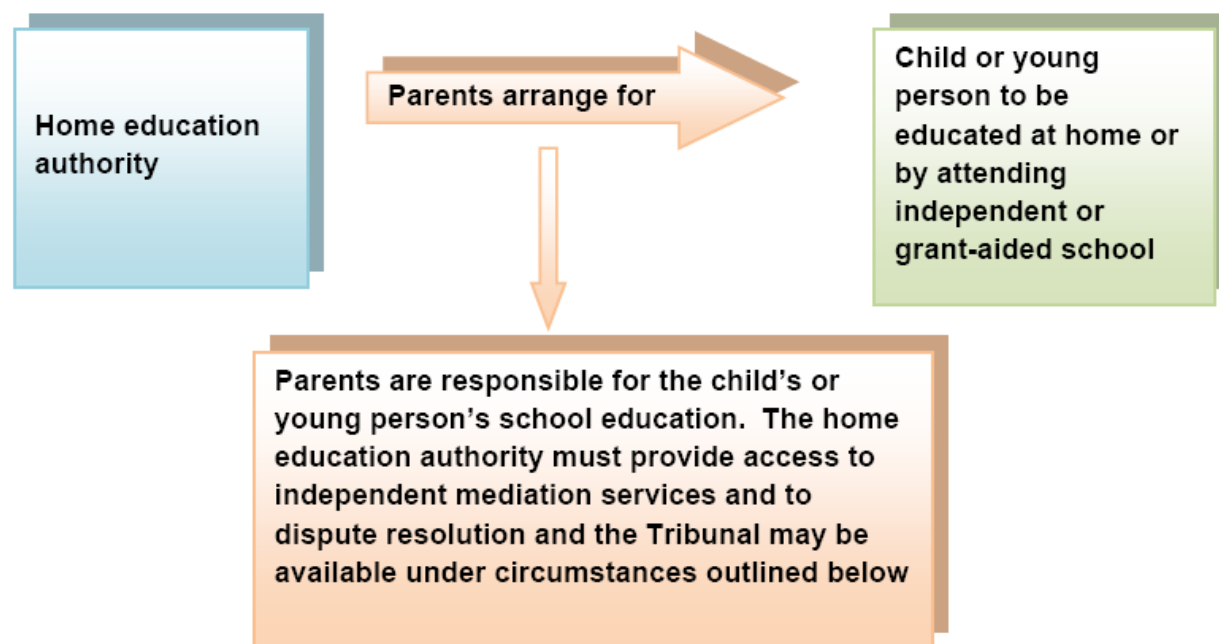 Home education
authority
Parents arrange for
Child or young
person to be
educated at home or
by attending
independent or
grant-aided school
Parents are responsible for the child’s or
young person’s school education.  The home
education authority must provide access to
independent mediation services and to
dispute resolution and the Tribunal may be
available under circumstances outlined below